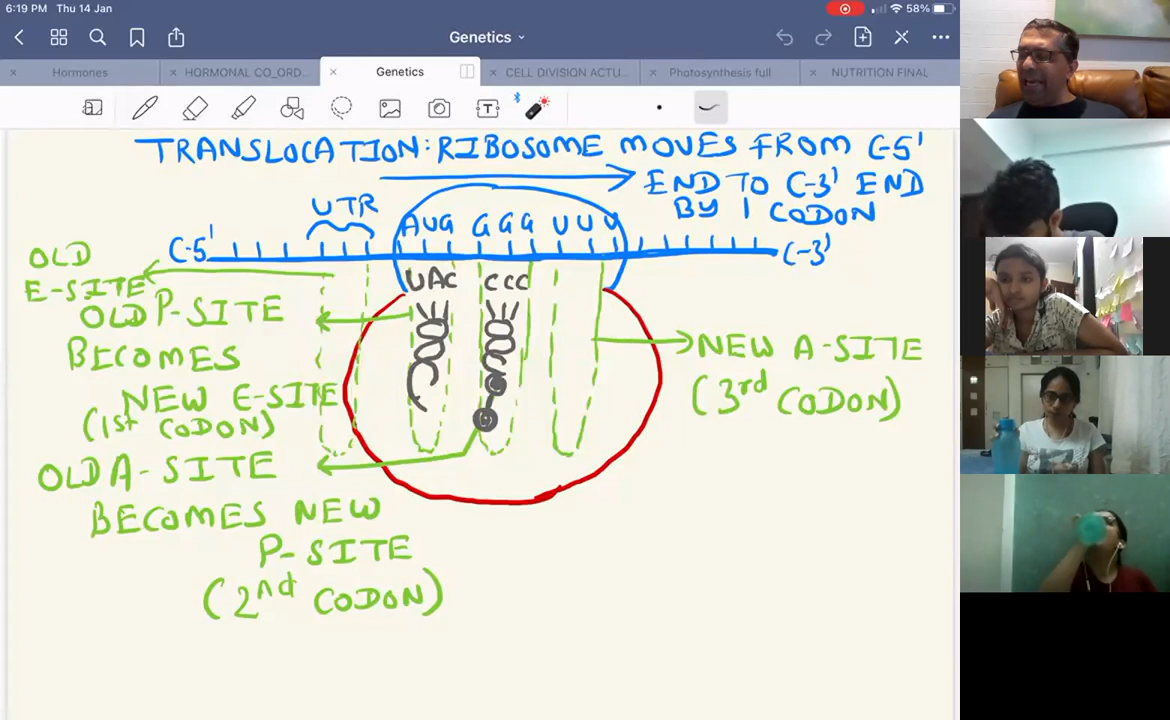 6:19 PM Thu 14 Jan
58%
Genetics
Hormones
HORMONAL CO_ORD...
Genetics
CELL DIVISION ACTU...
Photosynthesis full
NUTRITION FINAL
T
TRANSLOCATION: RIBOSOME MOVES FROM C-5'
END TO C-3' END
BY 1 CODON
UTR
AUG GGG UUU
C-5'
C-3'
UAC CCC
OLD
E-SITE
OLD P-SITE
BECOMES
NEW E-SITE
(1st CODON)
OLD A-SITE
BECOMES NEW
P-SITE
(2nd CODON)
NEW A-SITE
(3rd CODON)